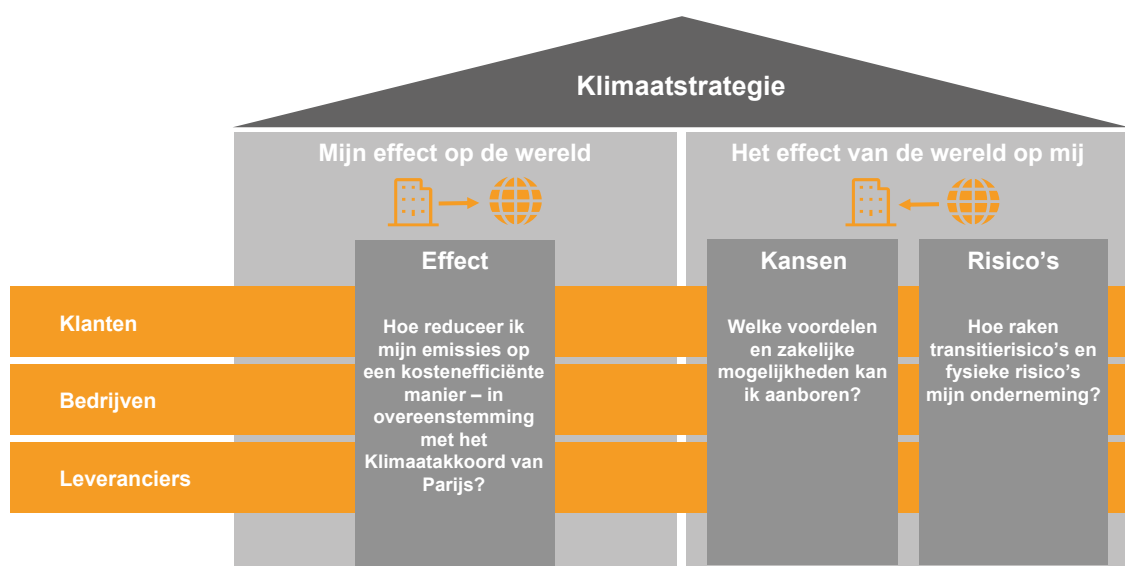 Klimaatstrategie
Mijn effect op de wereld
Het effect van de wereld op mij
Effect
Hoe reduceer ik
mijn emissies op
een kostenefficiënte
manier – in
overeenstemming
met het
Klimaatakkoord van
Parijs?
Kansen
Welke voordelen
en zakelijke
mogelijkheden kan
ik aanboren?
Risico’s
Hoe raken
transitierisico’s en
fysieke risico’s
mijn onderneming?
Klanten
Bedrijven
Leveranciers